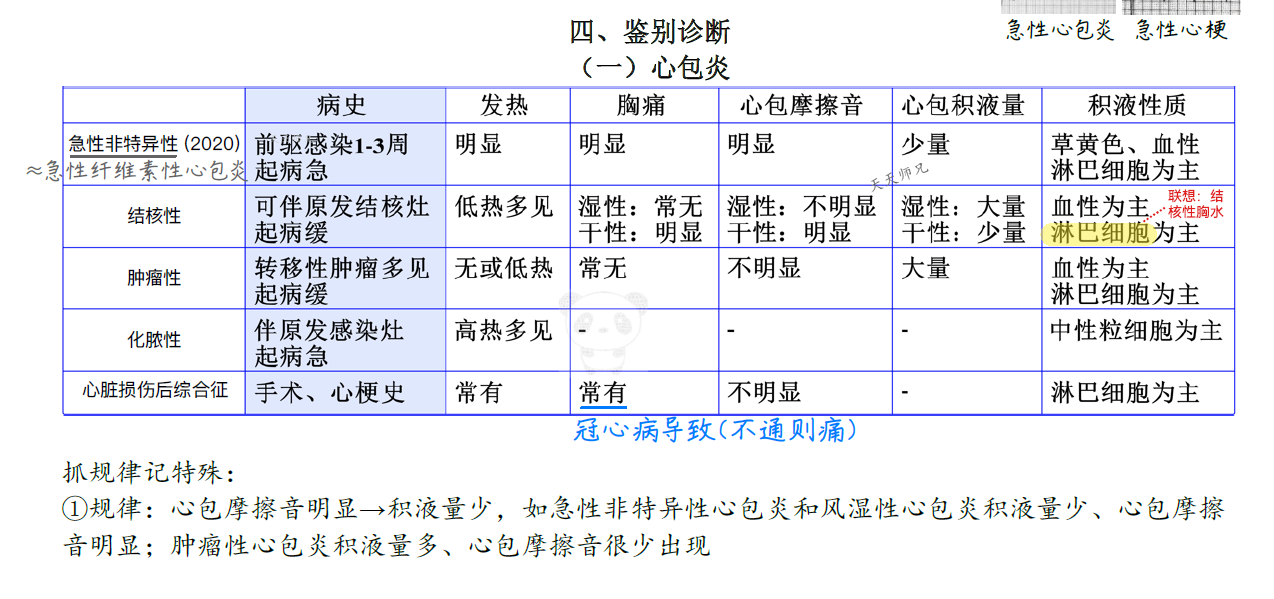 急性心包炎 急性心梗
四、鉴别诊断
（一）心包炎
病史 发热 胸痛 心包摩擦音 心包积液量 积液性质
急性非特异性 (2020) 前驱感染1-3周 明显 明显 明显 少量 草黄色、血性
≈急性纤维素性心包炎 起病急 天天师兄 淋巴细胞为主
结核性 可伴原发结核灶 低热多见 湿性：常无 湿性：不明显 湿性：大量 血性为主 联想：结
起病缓 干性：明显 干性：明显 干性：少量 淋巴细胞为主 核性胸水
肿瘤性 转移性肿瘤多见 无或低热 常无 不明显 大量 血性为主
起病缓 淋巴细胞为主
化脓性 伴原发感染灶 高热多见 - - - 中性粒细胞为主
起病急
心脏损伤后综合征 手术、心梗史 常有 常有 不明显 - 淋巴细胞为主
冠心病导致(不通则痛)
抓规律记特殊：
①规律：心包摩擦音明显→积液量少，如急性非特异性心包炎和风湿性心包炎积液量少、心包摩擦
音明显；肿瘤性心包炎积液量多、心包摩擦音很少出现